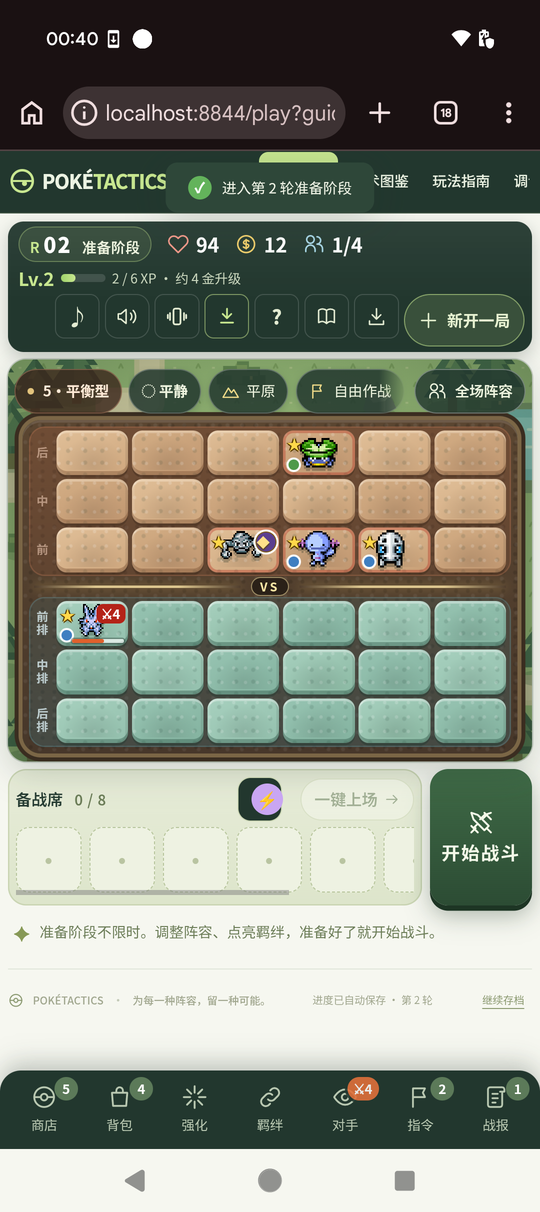 00:40
localhost:8844/play?guid
18
POKÉTACTICS
进入第 2 轮准备阶段
术图鉴
玩法指南
调
R 02 准备阶段
94
12
1/4
Lv.2
2 / 6 XP · 约 4 金升级
新开一局
5 · 平衡型
平静
平原
自由作战
全场阵容
后
中
前
VS
前排
4
中排
后排
备战席 0 / 8
一键上场 →
开始战斗
准备阶段不限时。调整阵容、点亮羁绊，准备好了就开始战斗。
POKÉTACTICS · 为每一种阵容，留一种可能。
进度已自动保存 · 第 2 轮
继续存档
5
4
4
2
1
商店
背包
强化
羁绊
对手
指令
战报